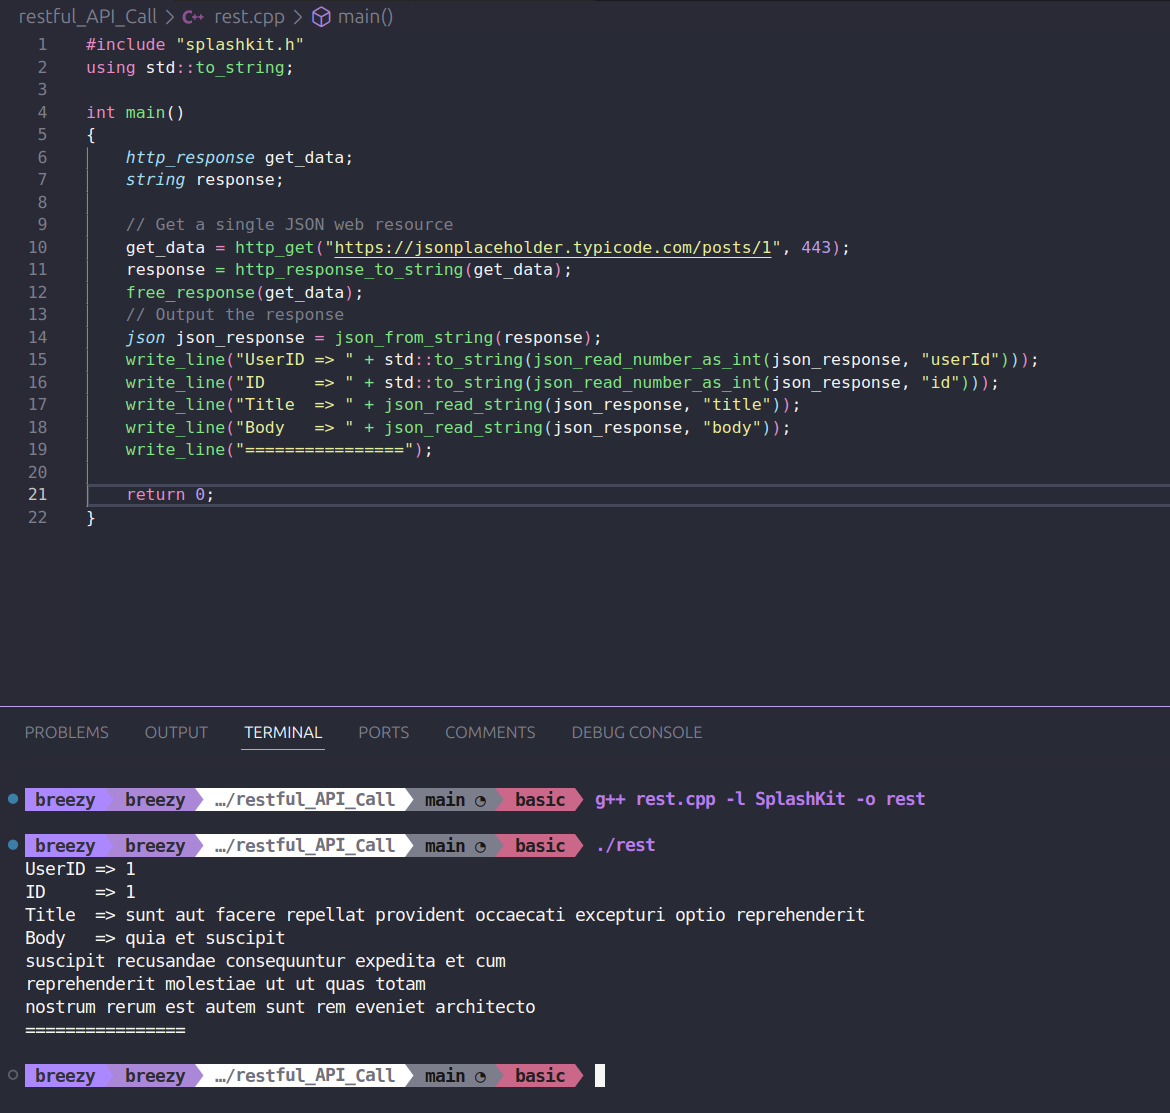 restful_API_Call > C++ rest.cpp > main()
1 #include "splashkit.h"
2 using std::to_string;
3
4 int main()
5 {
6     http_response get_data;
7     string response;
8
9     // Get a single JSON web resource
10     get_data = http_get("https://jsonplaceholder.typicode.com/posts/1", 443);
11     response = http_response_to_string(get_data);
12     free_response(get_data);
13     // Output the response
14     json json_response = json_from_string(response);
15     write_line("UserID => " + std::to_string(json_read_number_as_int(json_response, "userId")));
16     write_line("ID     => " + std::to_string(json_read_number_as_int(json_response, "id")));
17     write_line("Title  => " + json_read_string(json_response, "title"));
18     write_line("Body   => " + json_read_string(json_response, "body"));
19     write_line("================");
20
21     return 0;
22 }
PROBLEMS OUTPUT TERMINAL PORTS COMMENTS DEBUG CONSOLE
breezy breezy …/restful_API_Call main basic g++ rest.cpp -l SplashKit -o rest
breezy breezy …/restful_API_Call main basic ./rest
UserID => 1
ID     => 1
Title  => sunt aut facere repellat provident occaecati excepturi optio reprehenderit
Body   => quia et suscipit
suscipit recusandae consequuntur expedita et cum
reprehenderit molestiae ut ut quas totam
nostrum rerum est autem sunt rem eveniet architecto
================
breezy breezy …/restful_API_Call main basic